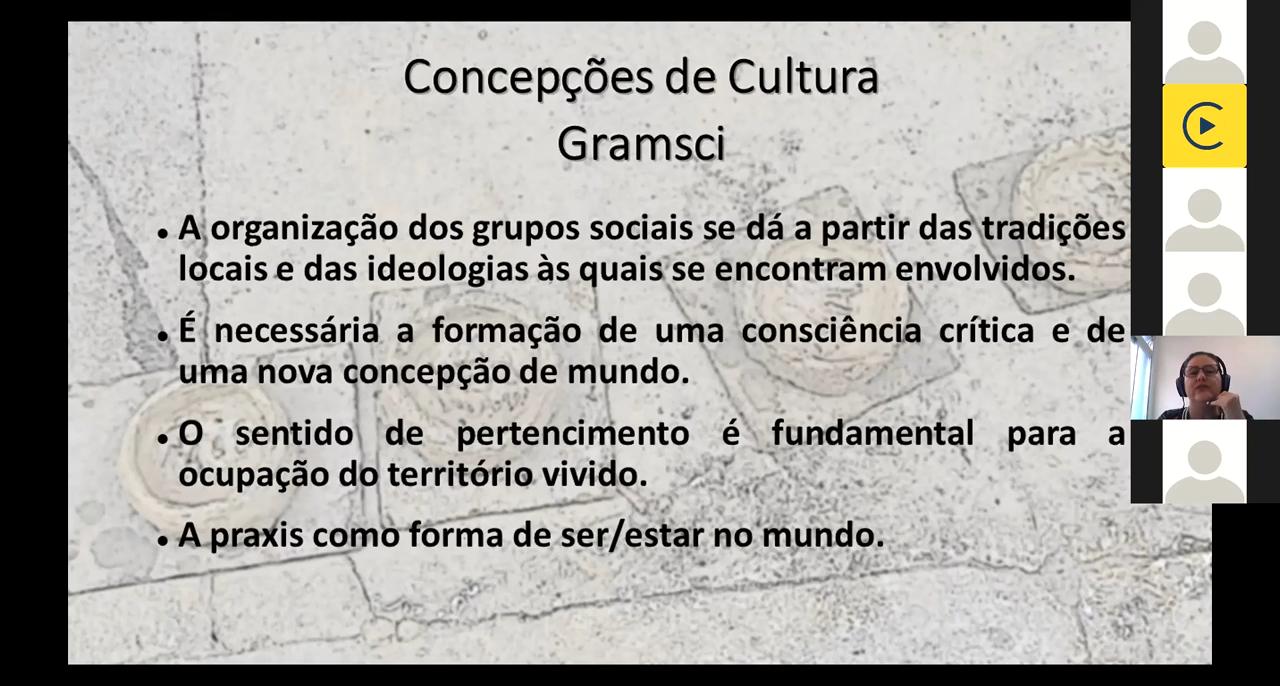 Concepções de Cultura
Gramsci
• A organização dos grupos sociais se dá a partir das tradições
locais e das ideologias às quais se encontram envolvidos.
• É necessária a formação de uma consciência crítica e de
uma nova concepção de mundo.
• O sentido de pertencimento é fundamental para a
ocupação do território vivido.
• A praxis como forma de ser/estar no mundo.